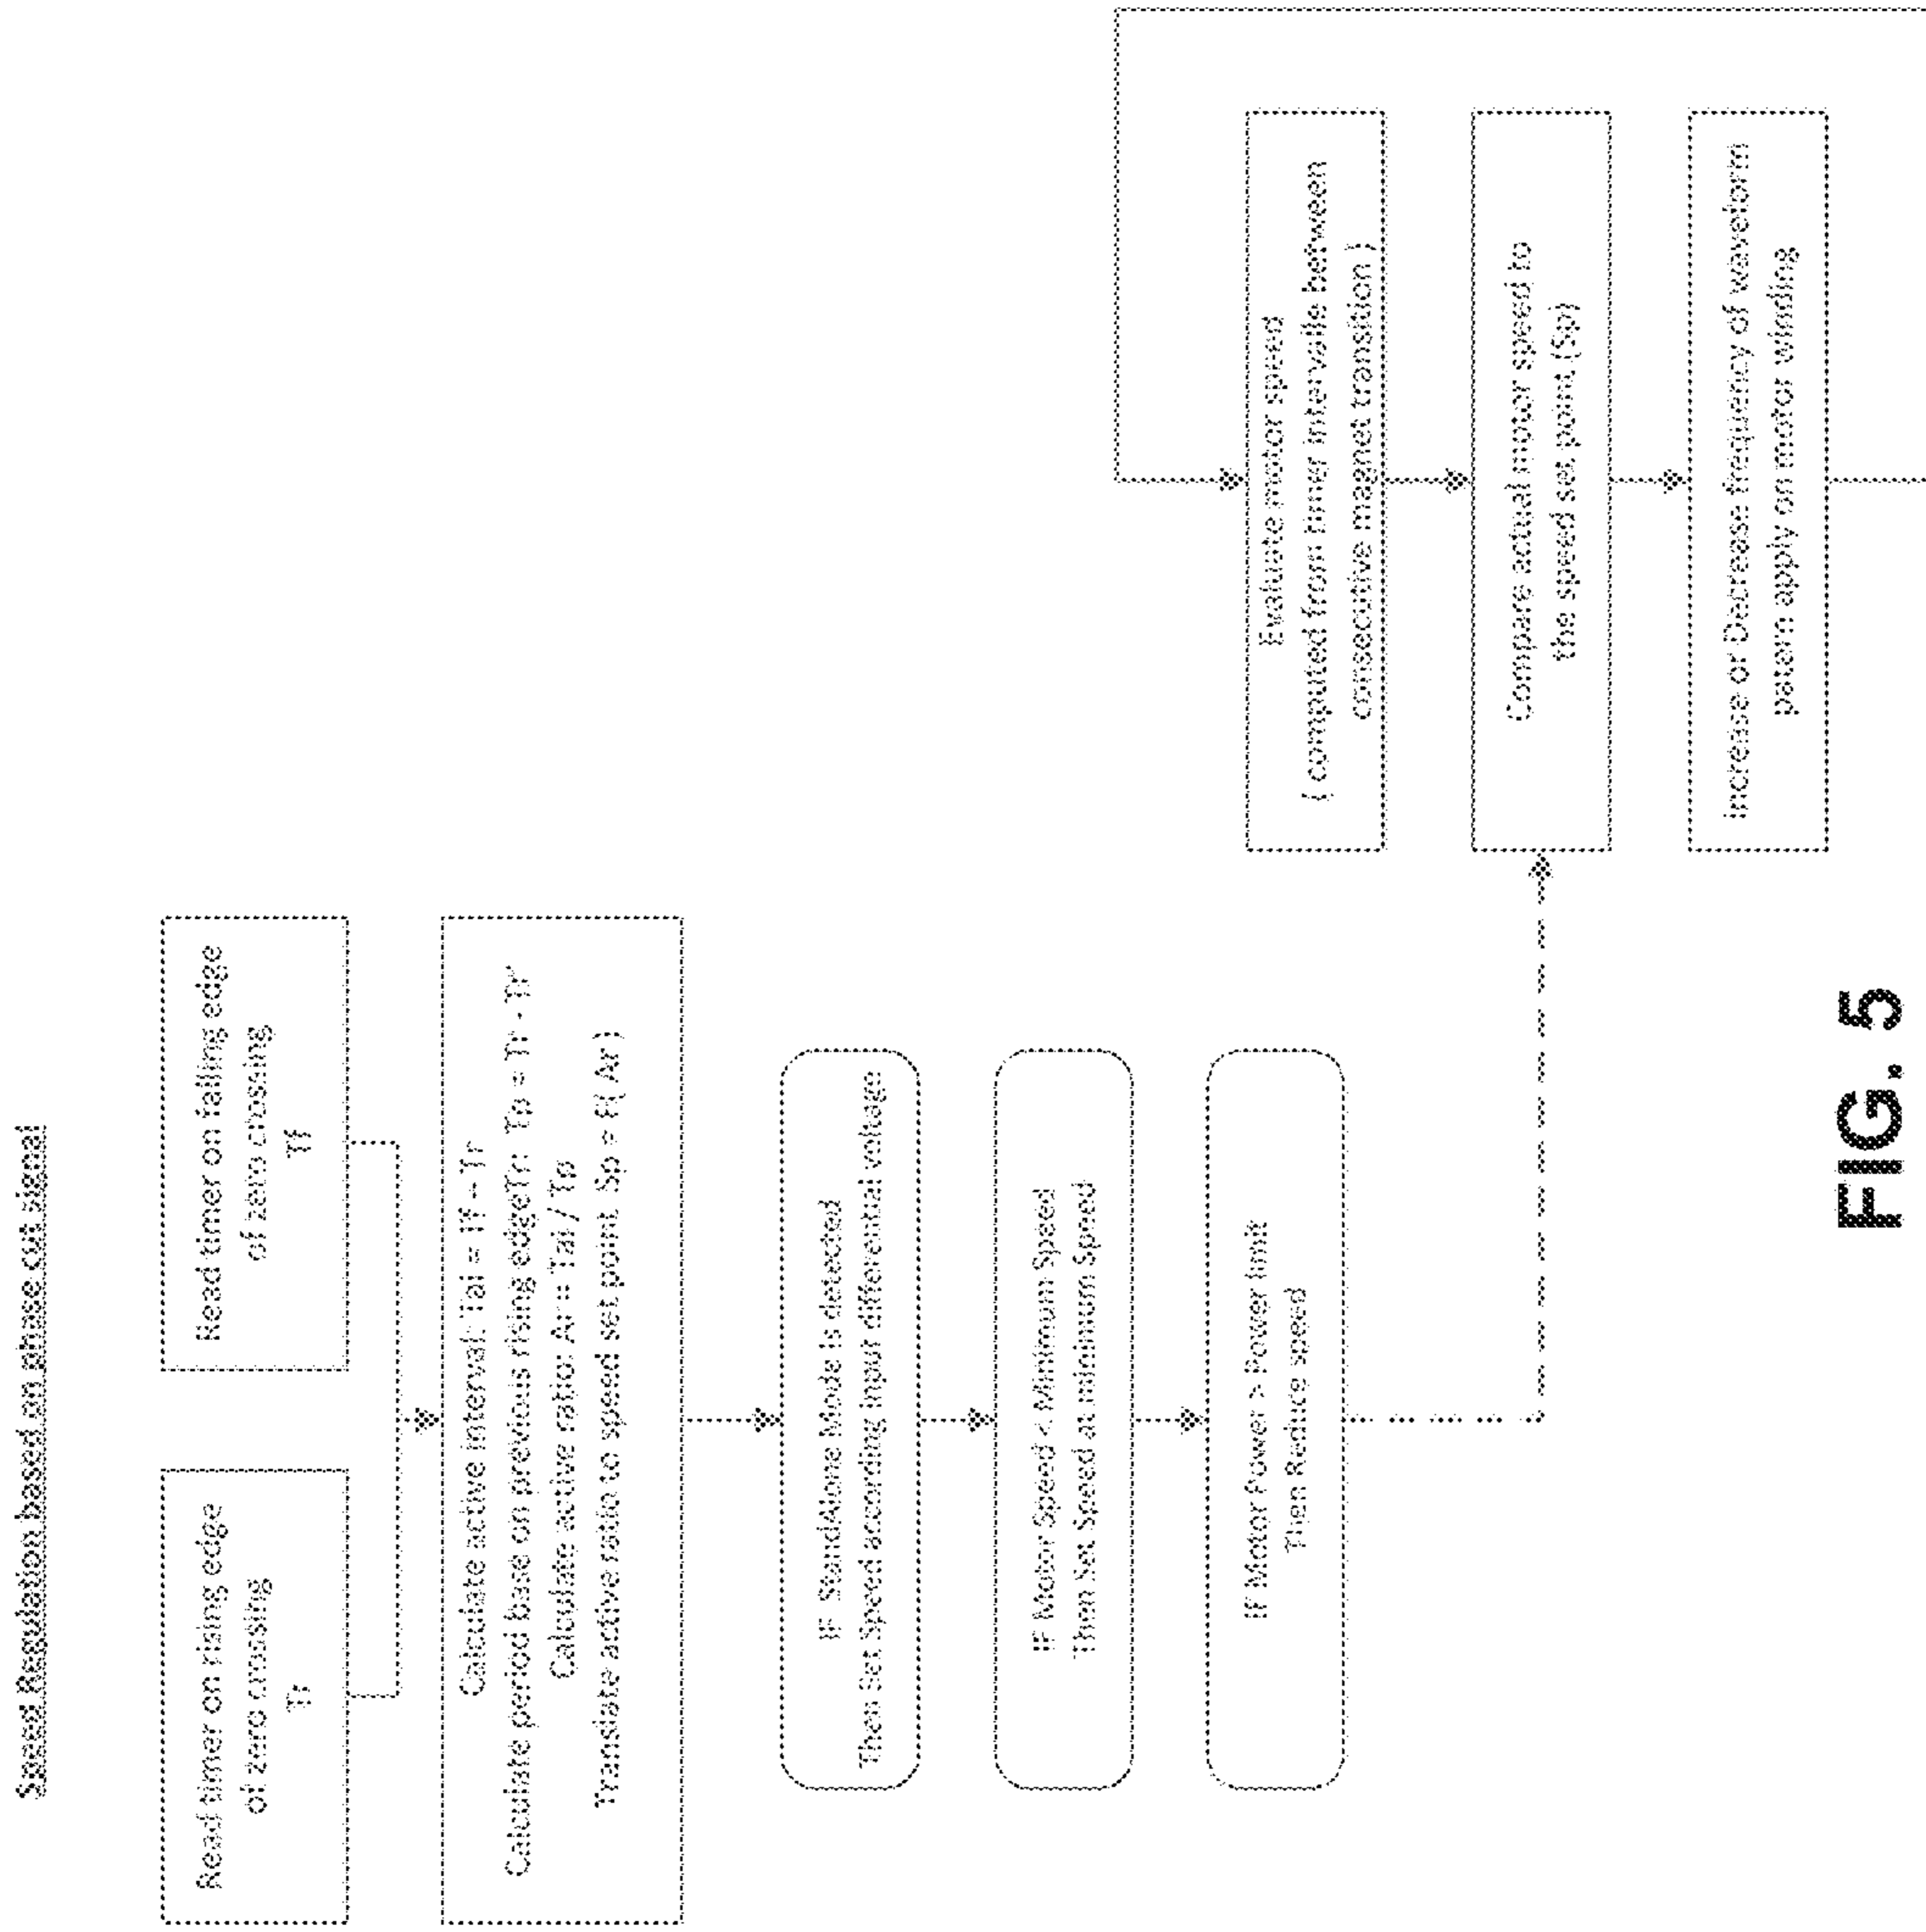 Speed Regulation based on phase cut signal
Read timer on rising edge
of zero crossing
Tr
Read timer on falling edge
of zero crossing
Tf
Calculate active interval: Tai = Tf - Tr
Calculate period base on previous rising edgeTr: Tp = Tr - Tr'
Calculate active ratio: Ar = Tai / Tp
Translate active ratio to speed set point Sp = f( Ar )
IF StandAlone Mode is detected
Then Set Speed according input differential voltage
IF Motor Speed < Minimum Speed
Then Set Speed at minimum Speed
If Motor Power > Power limit
Then Reduce speed
Evaluate motor speed
( computed from timer intervalle between
consecutive magnet transition )
Compare actual motor speed to
the speed set point (Sp)
Increase or Decrease frequency of waveform
patern apply on motor winding
FIG. 5